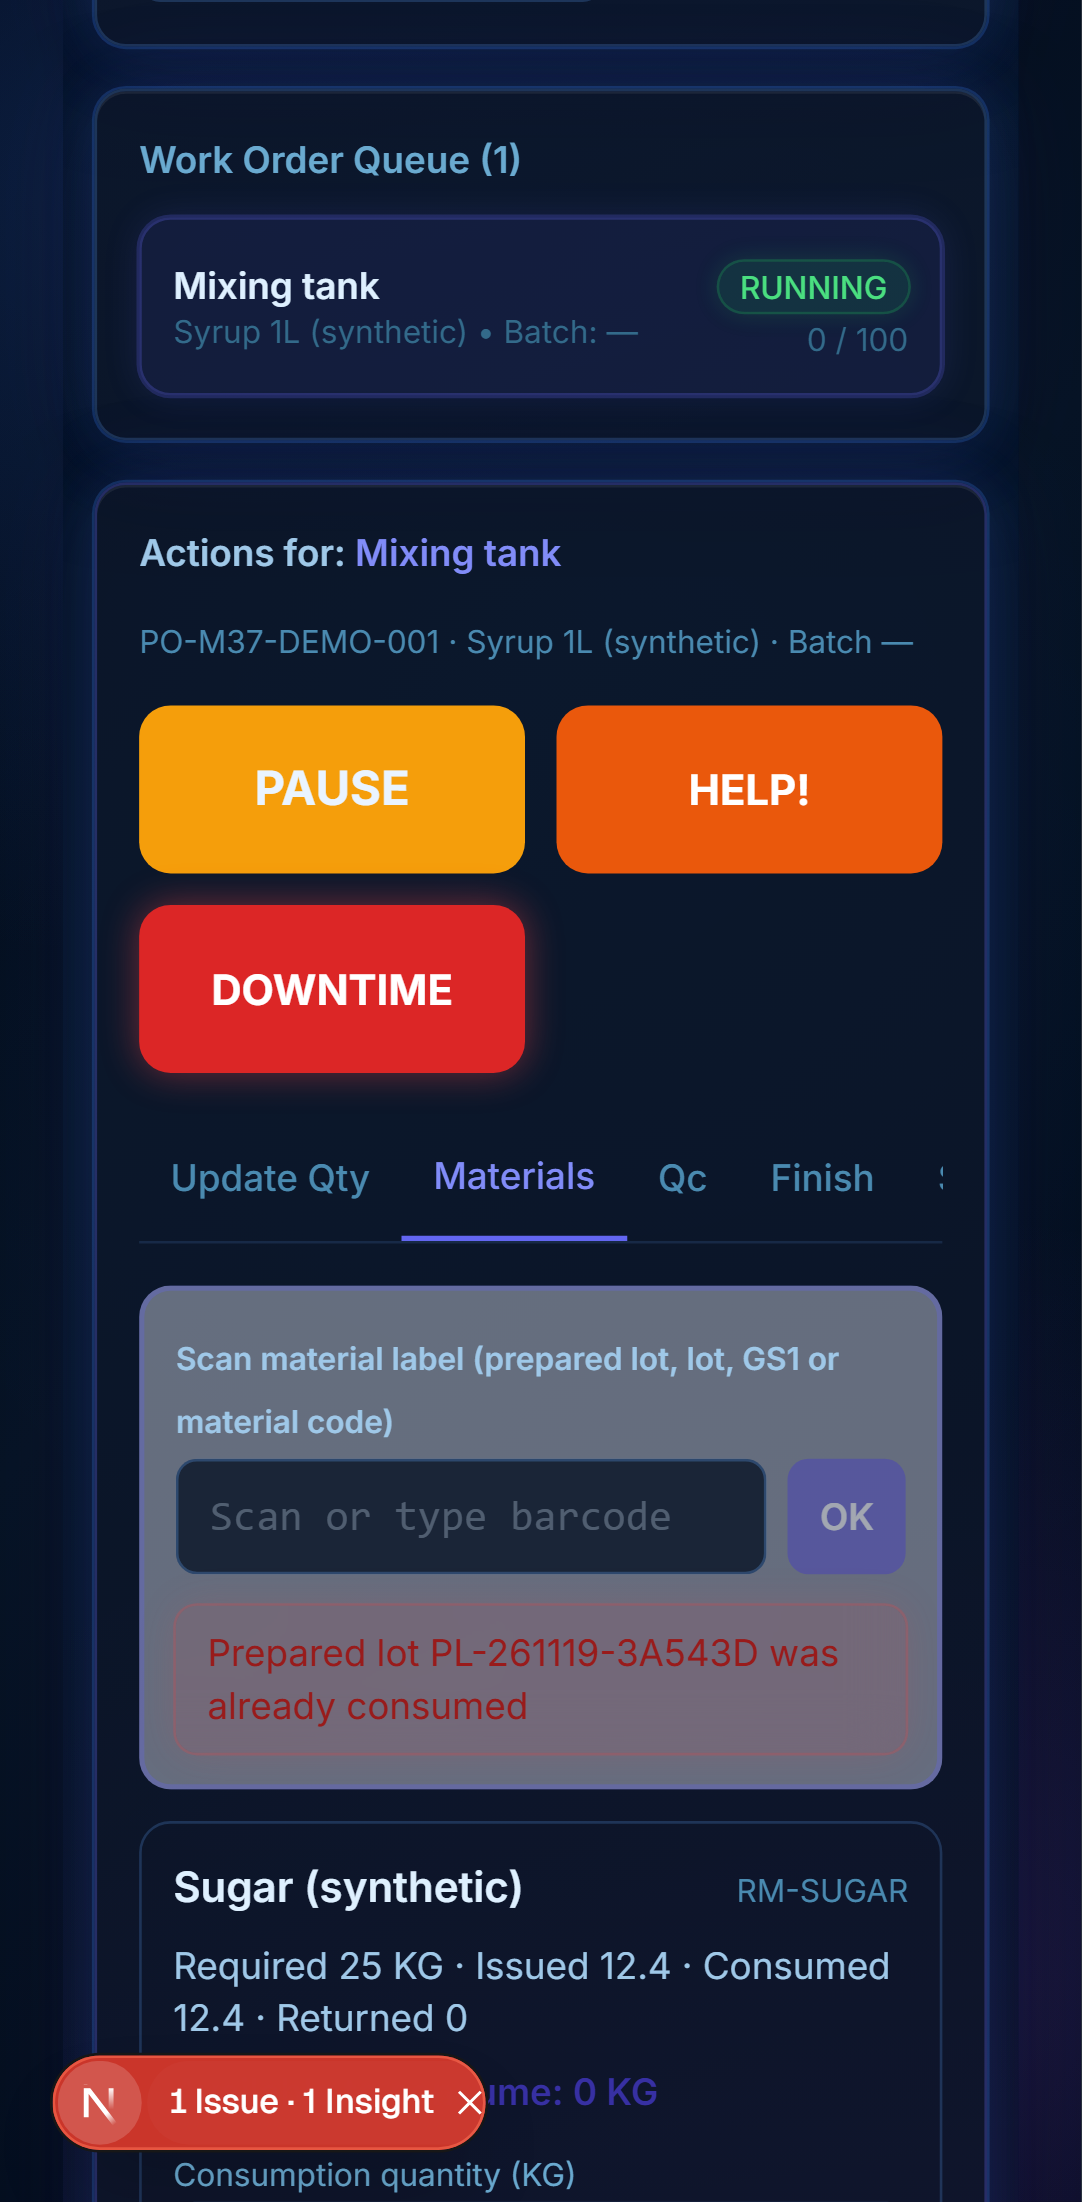 Work Order Queue (1)
Mixing tank
RUNNING
Syrup 1L (synthetic) • Batch: —
0 / 100
Actions for: Mixing tank
PO-M37-DEMO-001 · Syrup 1L (synthetic) · Batch —
PAUSE
HELP!
DOWNTIME
Update Qty
Materials
Qc
Finish
Scan material label (prepared lot, lot, GS1 or
material code)
Scan or type barcode
OK
Prepared lot PL-261119-3A543D was
already consumed
Sugar (synthetic)
RM-SUGAR
Required 25 KG · Issued 12.4 · Consumed
12.4 · Returned 0
1 Issue · 1 Insight
0 KG
Consumption quantity (KG)